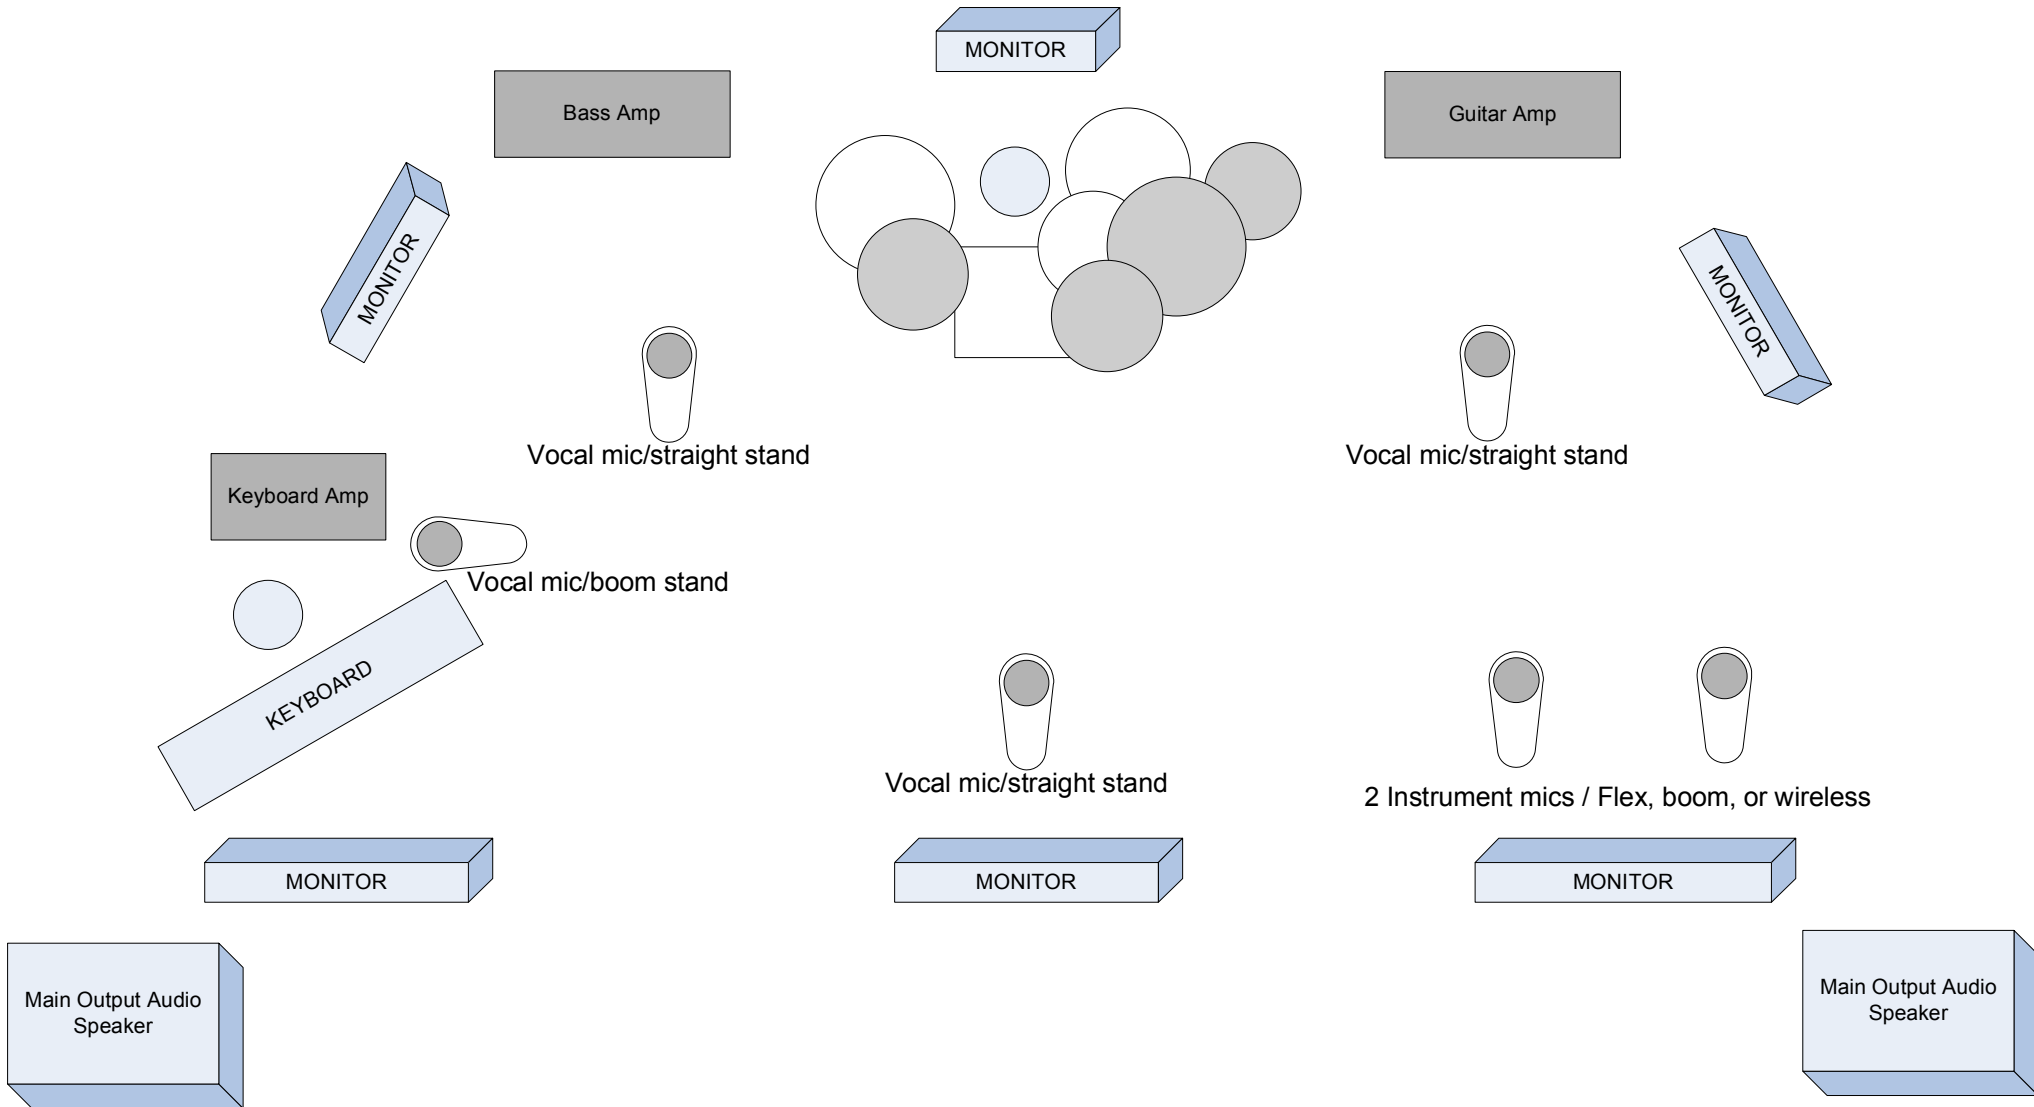 MONITOR
Bass Amp
Guitar Amp
MONITOR
MONITOR
Vocal mic/straight stand
Vocal mic/straight stand
Keyboard Amp
Vocal mic/boom stand
KEYBOARD
Vocal mic/straight stand
2 Instrument mics / Flex, boom, or wireless
MONITOR
MONITOR
MONITOR
Main Output Audio
Speaker
Main Output Audio
Speaker